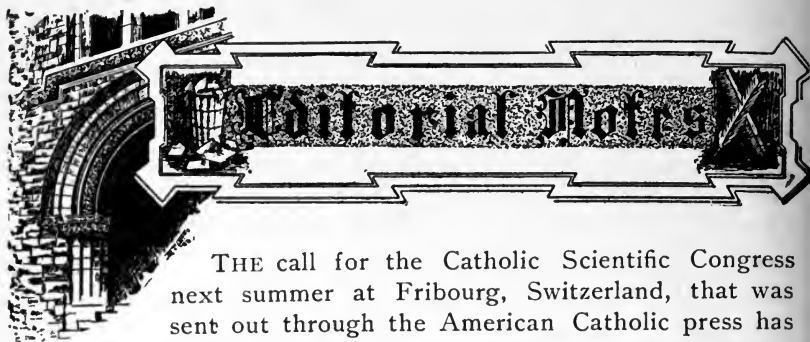 Editorial Notes
THE call for the Catholic Scientific Congress
next summer at Fribourg, Switzerland, that was
sent out through the American Catholic press has